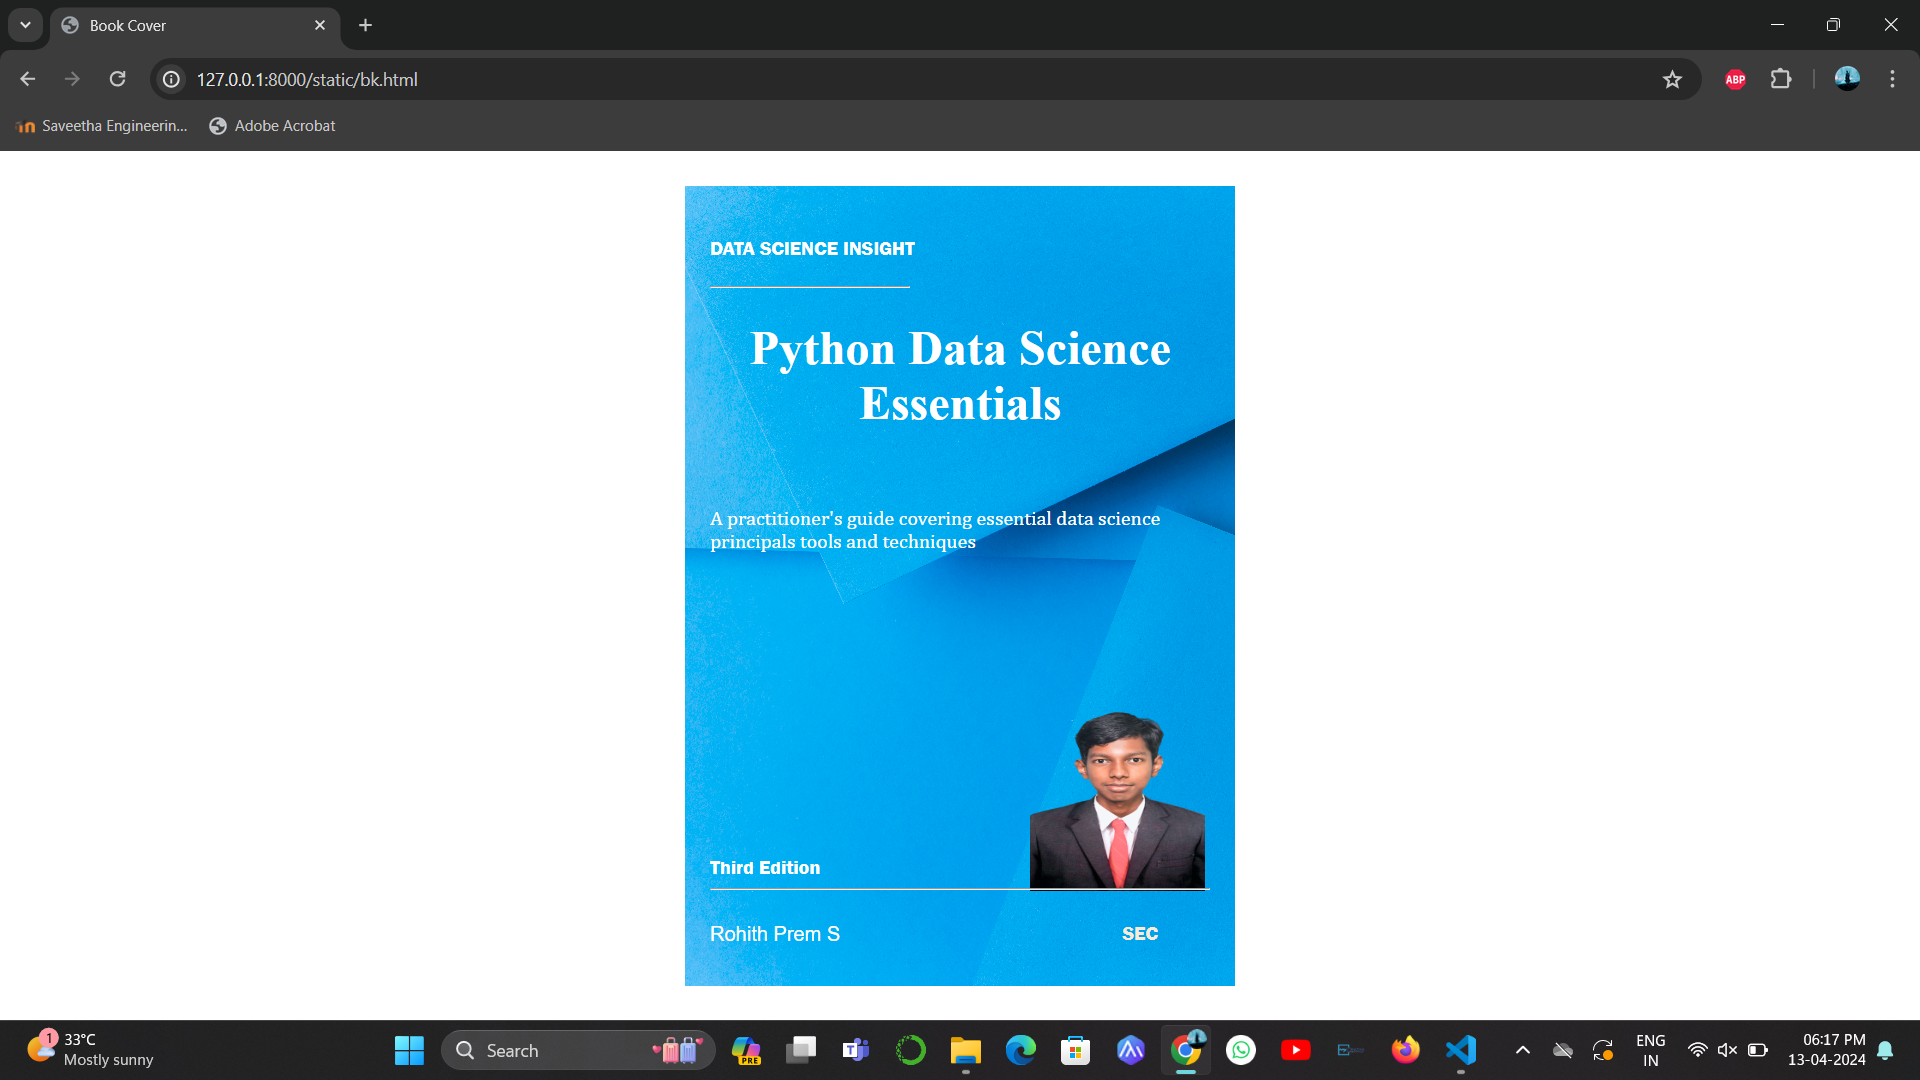 Book Cover
127.0.0.1:8000/static/bk.html
ABP
Saveetha Engineerin...
Adobe Acrobat
DATA SCIENCE INSIGHT
Python Data Science
Essentials
A practitioner's guide covering essential data science
principals tools and techniques
Third Edition
Rohith Prem S
SEC
1
33°C
Mostly sunny
Search
PRE
ENG
IN
06:17 PM
13-04-2024